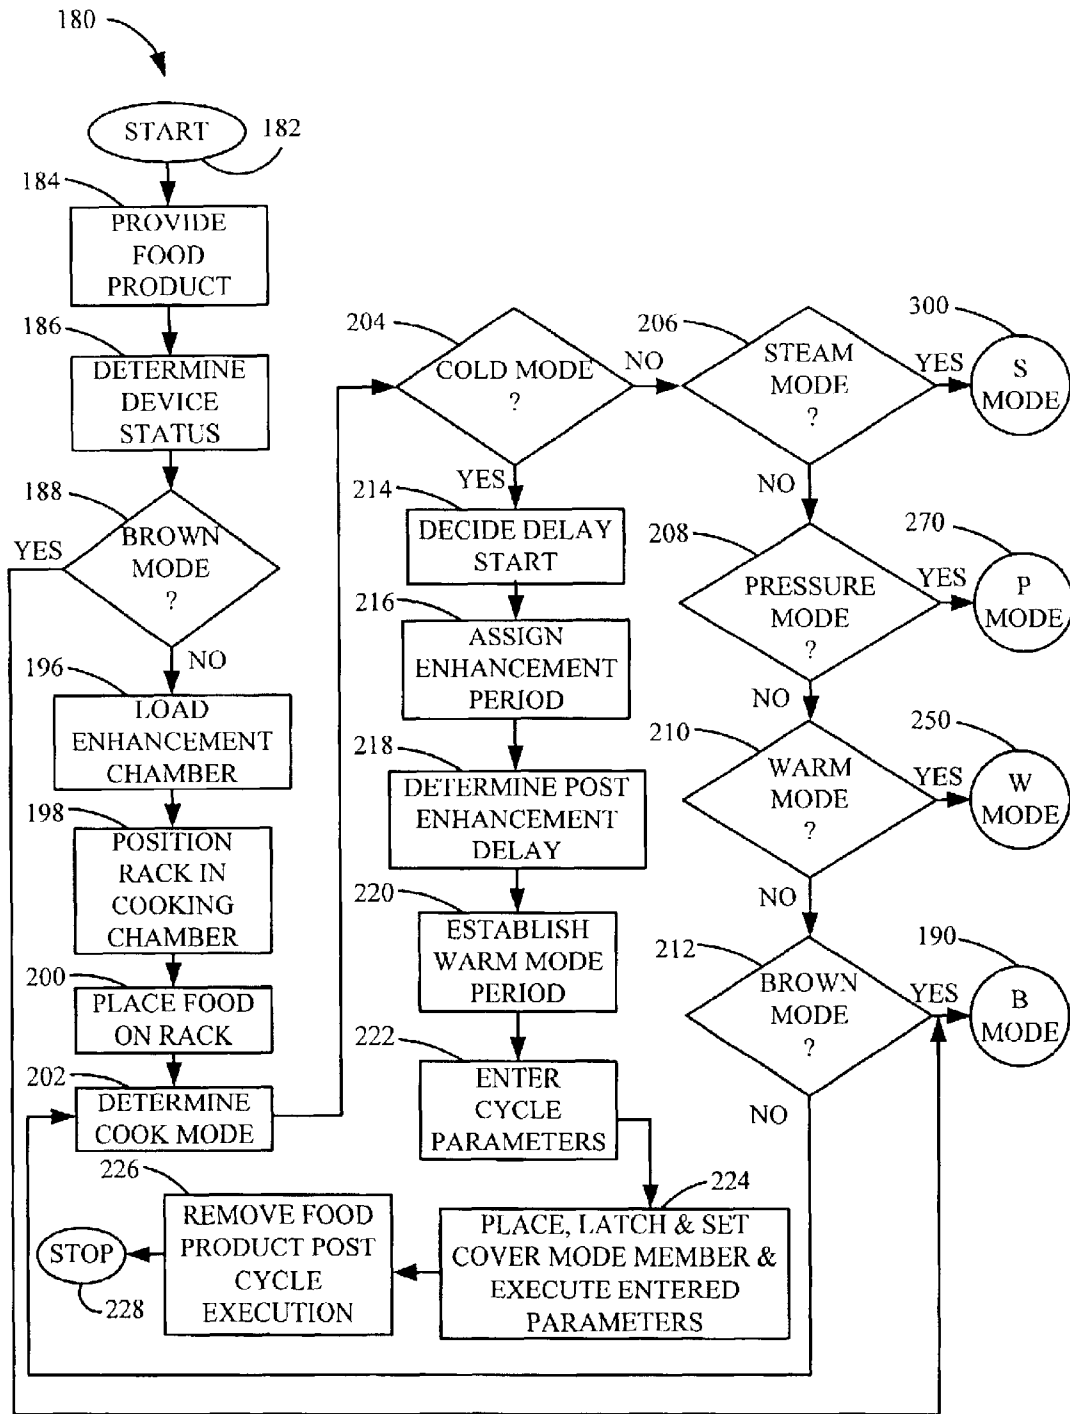 180
START
182
184
PROVIDE
FOOD
PRODUCT
186
DETERMINE
DEVICE
STATUS
188
YES
BROWN
MODE
?
NO
196
LOAD
ENHANCEMENT
CHAMBER
198
POSITION
RACK IN
COOKING
CHAMBER
200
PLACE FOOD
ON RACK
202
DETERMINE
COOK MODE
204
COLD MODE
?
NO
YES
206
STEAM
MODE
?
YES
NO
300
S
MODE
214
DECIDE DELAY
START
208
PRESSURE
MODE
?
YES
NO
270
P
MODE
216
ASSIGN
ENHANCEMENT
PERIOD
218
DETERMINE POST
ENHANCEMENT
DELAY
210
WARM
MODE
?
YES
NO
250
W
MODE
220
ESTABLISH
WARM MODE
PERIOD
212
BROWN
MODE
?
YES
NO
190
B
MODE
222
ENTER
CYCLE
PARAMETERS
224
PLACE, LATCH & SET
COVER MODE MEMBER &
EXECUTE ENTERED
PARAMETERS
226
REMOVE FOOD
PRODUCT POST
CYCLE
EXECUTION
STOP
228